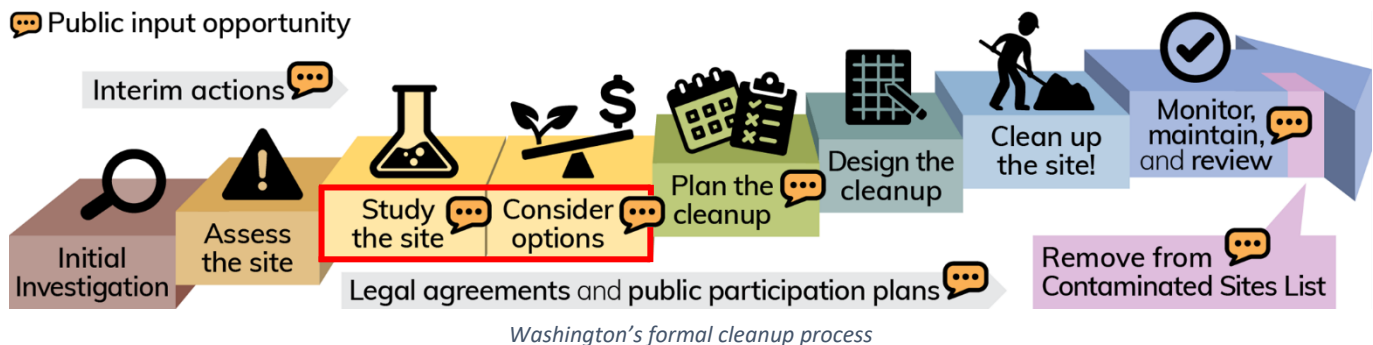 Public input opportunity
Interim actions
Initial
Investigation
Assess
the site
Study
the site
Consider
options
Plan the
cleanup
Design the
cleanup
Clean up
the site!
Monitor,
maintain,
and review
Legal agreements and public participation plans
Remove from
Contaminated Sites List
Washington's formal cleanup process